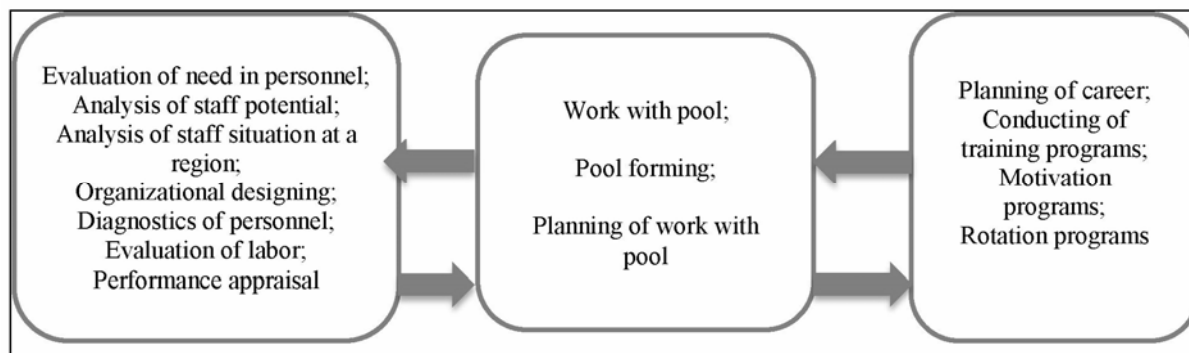 Evaluation of need in personnel;
Analysis of staff potential;
Analysis of staff situation at a
region;
Organizational designing;
Diagnostics of personnel;
Evaluation of labor;
Performance appraisal
Work with pool;
Pool forming;
Planning of work with
pool
Planning of career;
Conducting of
training programs;
Motivation
programs;
Rotation programs